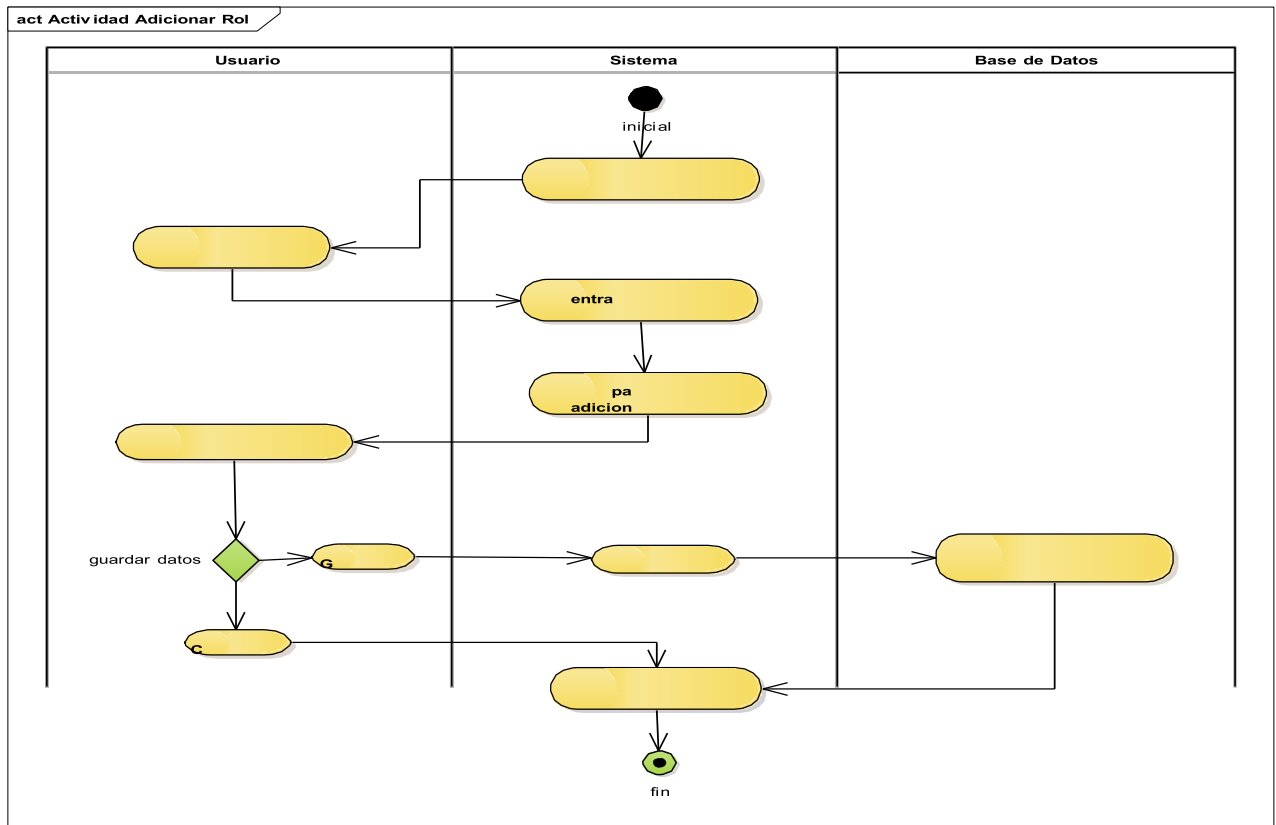 act Actividad Adicionar Rol
Usuario
Sistema
Base de Datos
inicial
entra
pa
adicion
guardar datos
G
C
fin